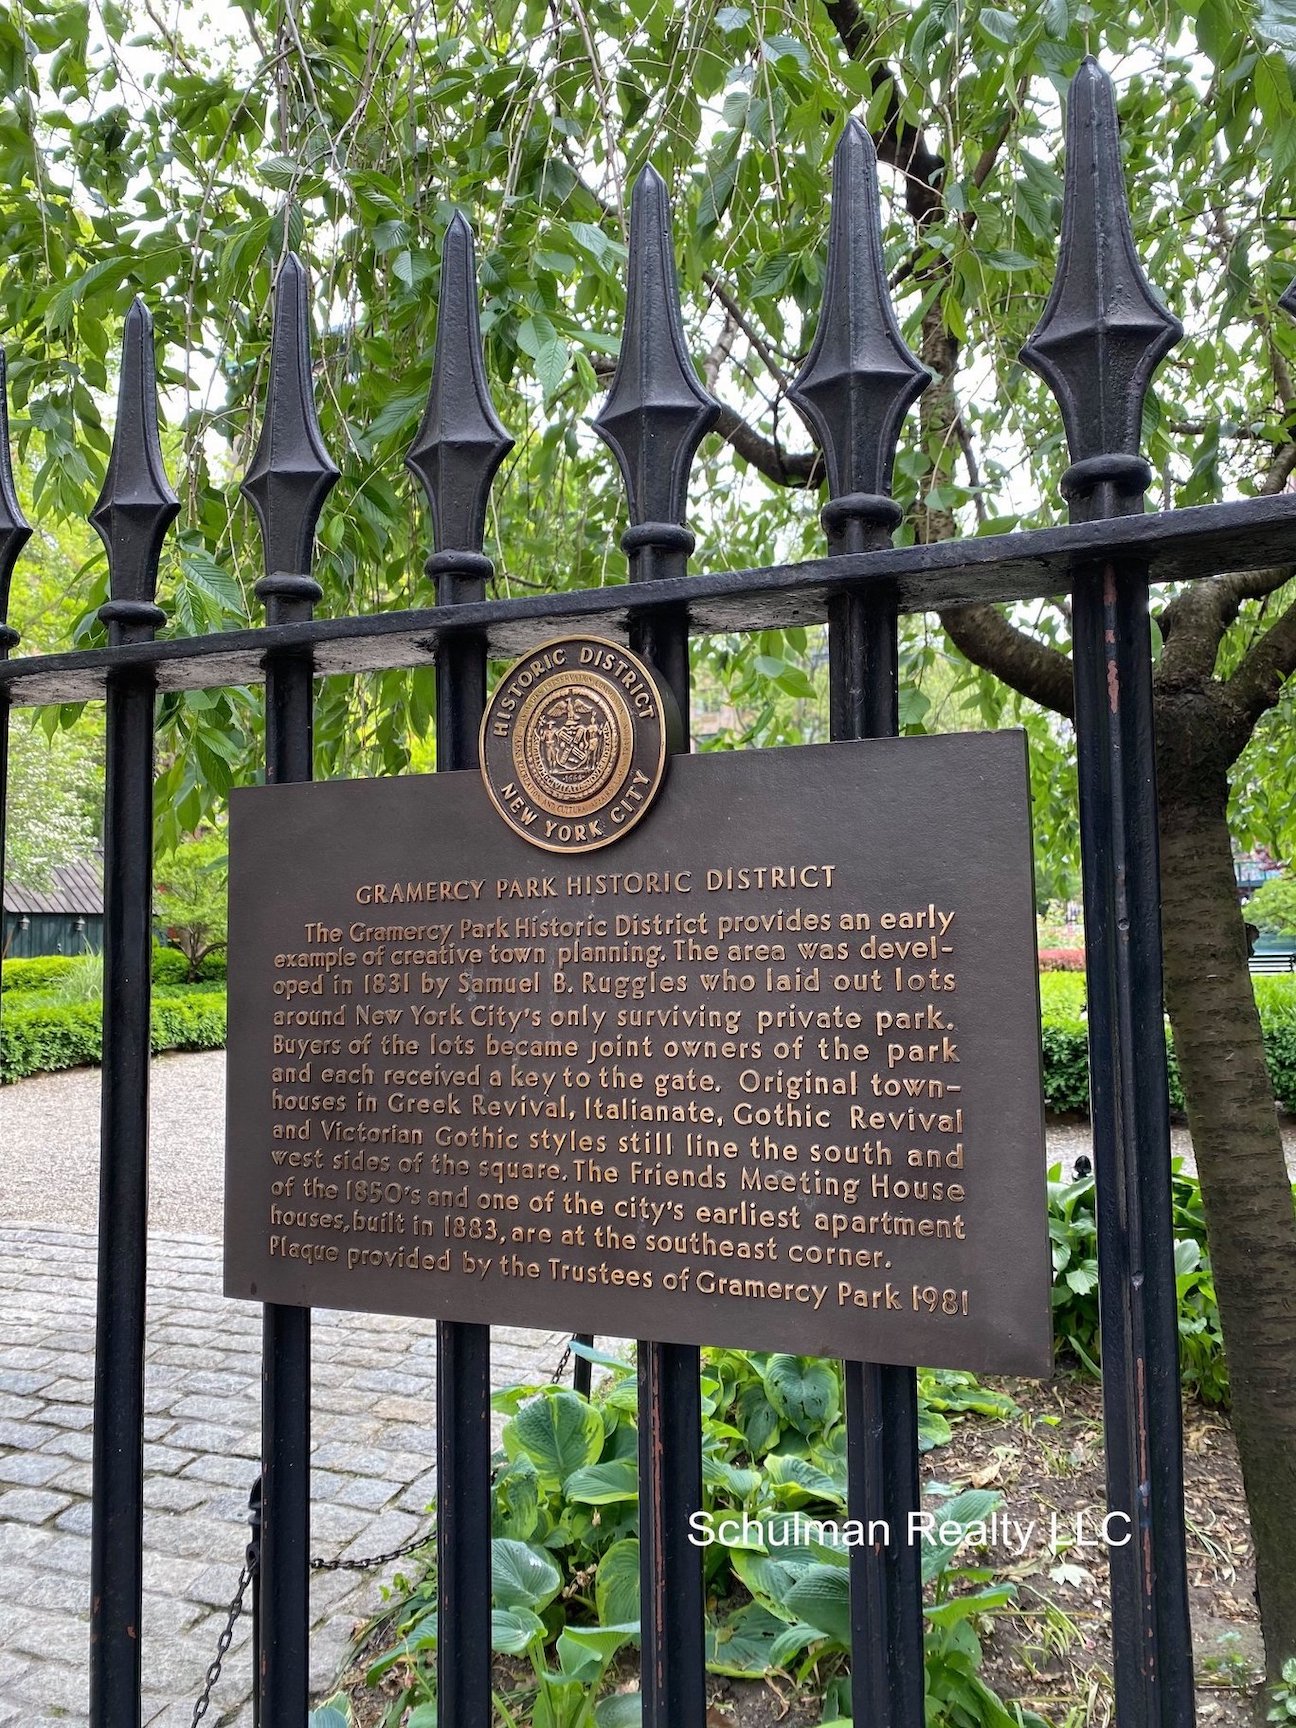 HISTORIC DISTRICT
NEW YORK CITY
1664
GRAMERCY PARK HISTORIC DISTRICT
The Gramercy Park Historic District provides an early
example of creative town planning. The area was devel-
oped in 1831 by Samuel B. Ruggles who laid out lots
around New York City's only surviving private park.
Buyers of the lots became joint owners of the park
and each received a key to the gate. Original town-
houses in Greek Revival, Italianate, Gothic Revival
and Victorian Gothic styles still line the south and
west sides of the square. The Friends Meeting House
of the 1850's and one of the city's earliest apartment
houses, built in 1883, are at the southeast corner.
Plaque provided by the Trustees of Gramercy Park 1981
Schulman Realty LLC